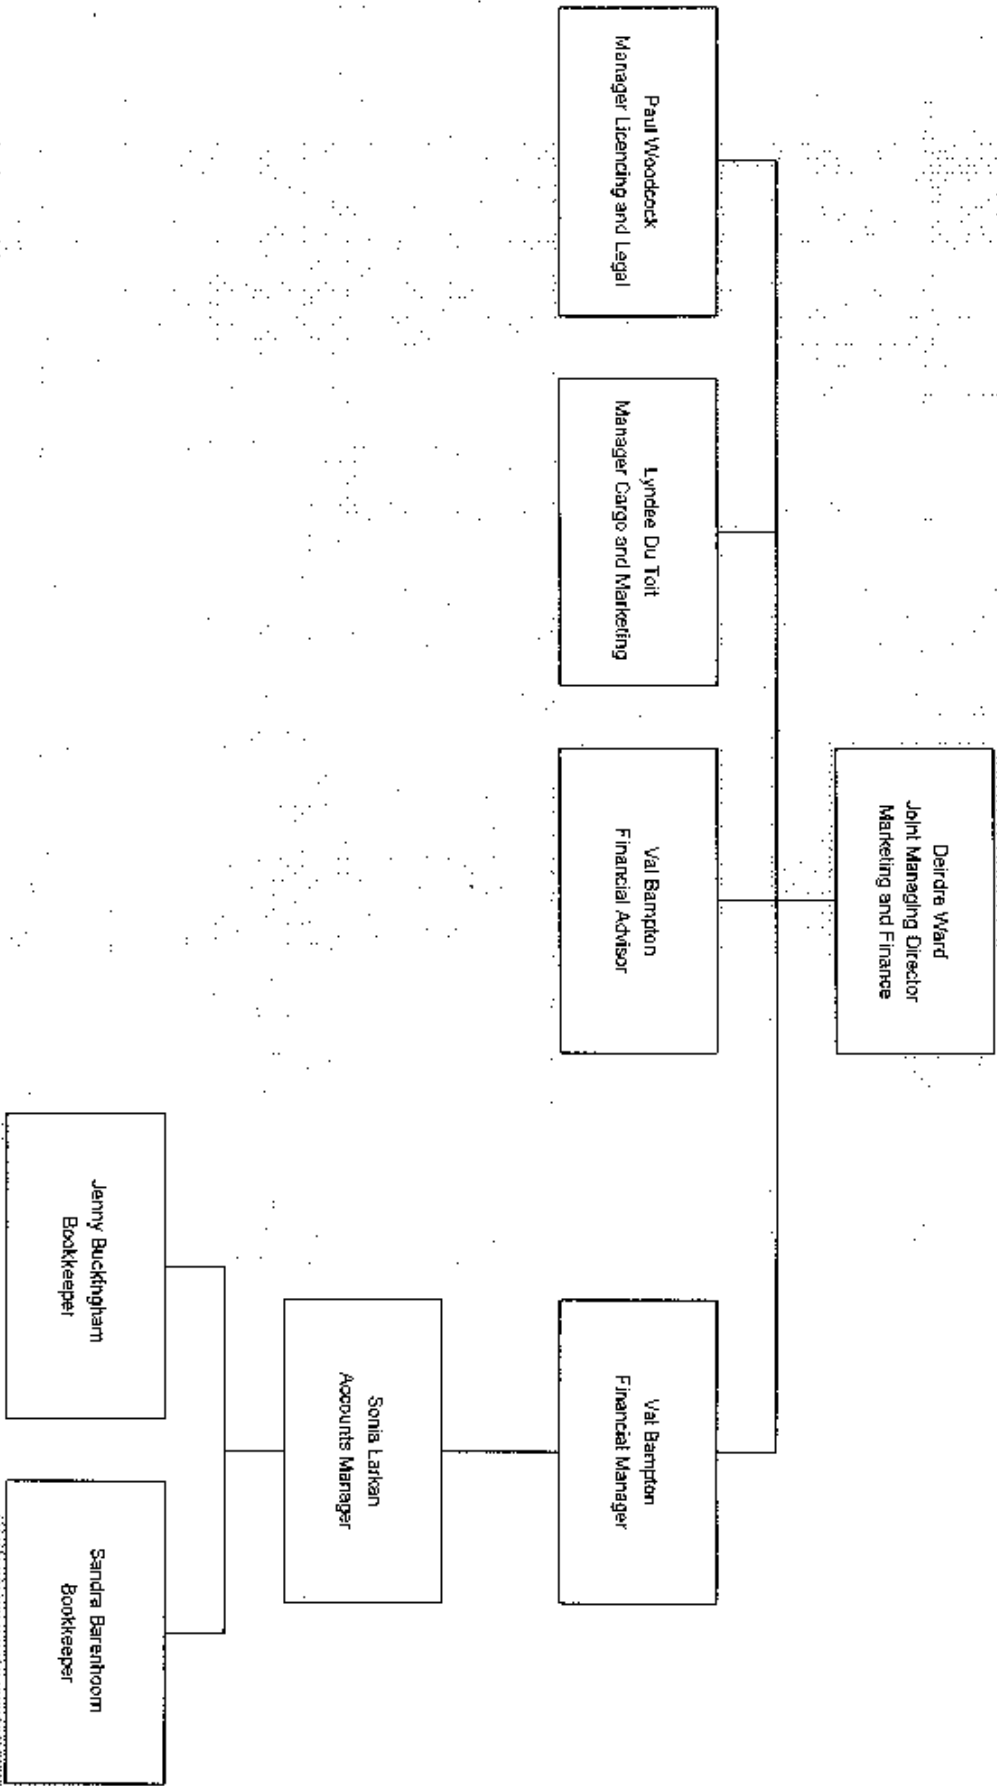 Deirdre Ward
Joint Managing Director
Marketing and Finance
Paul Woodcock
Manager Licencing and Legal
Lyndee Du Toit
Manager Cargo and Marketing
Val Bampton
Financial Advisor
Val Bampton
Financial Manager
Sonia Larkan
Accounts Manager
Jenny Buckingham
Bookkeeper
Sandra Barenhoorn
Bookkeeper